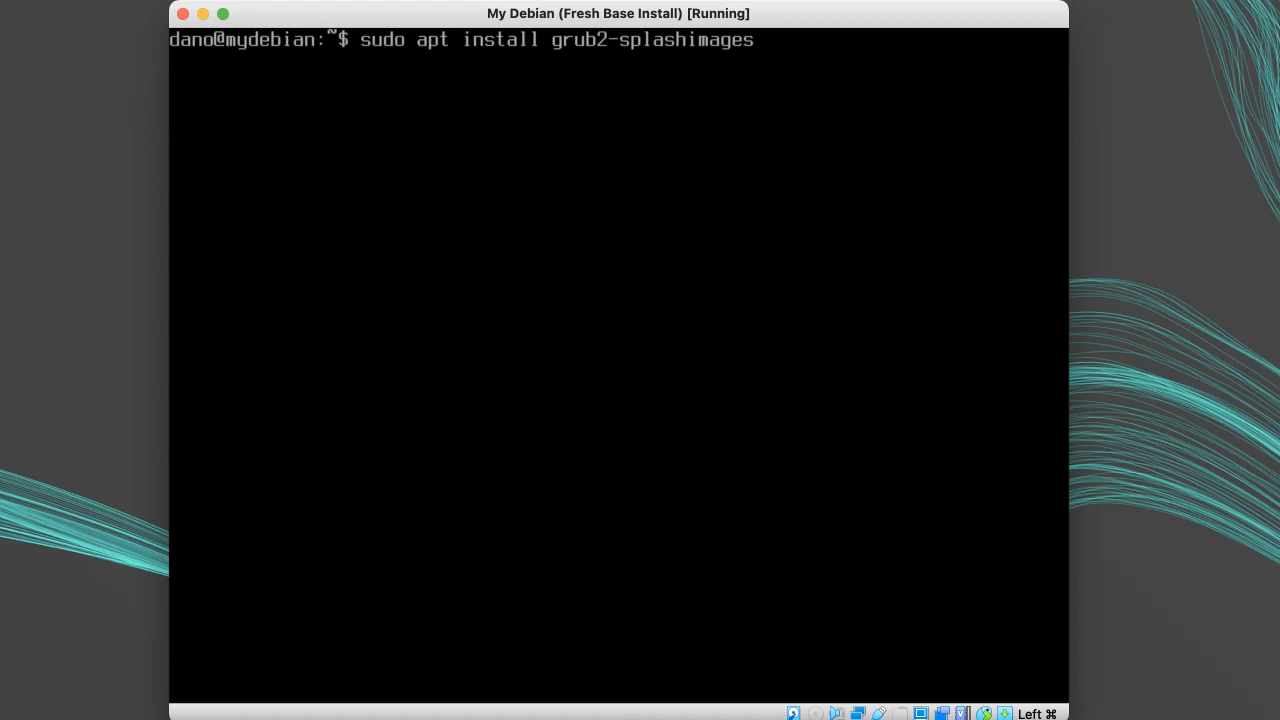 My Debian (Fresh Base Install) [Running]
dano@mydebian:~$ sudo apt install grub2-splashimages
Left ⌘